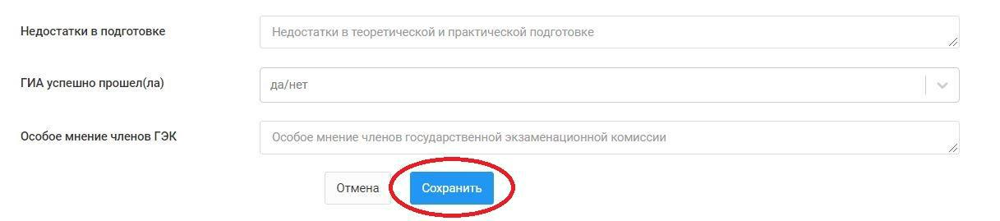 Недостатки в подготовке
Недостатки в теоретической и практической подготовке
ГИА успешно прошел(ла)
да/нет
Особое мнение членов ГЭК
Особое мнение членов государственной экзаменационной комиссии
Отмена
Сохранить